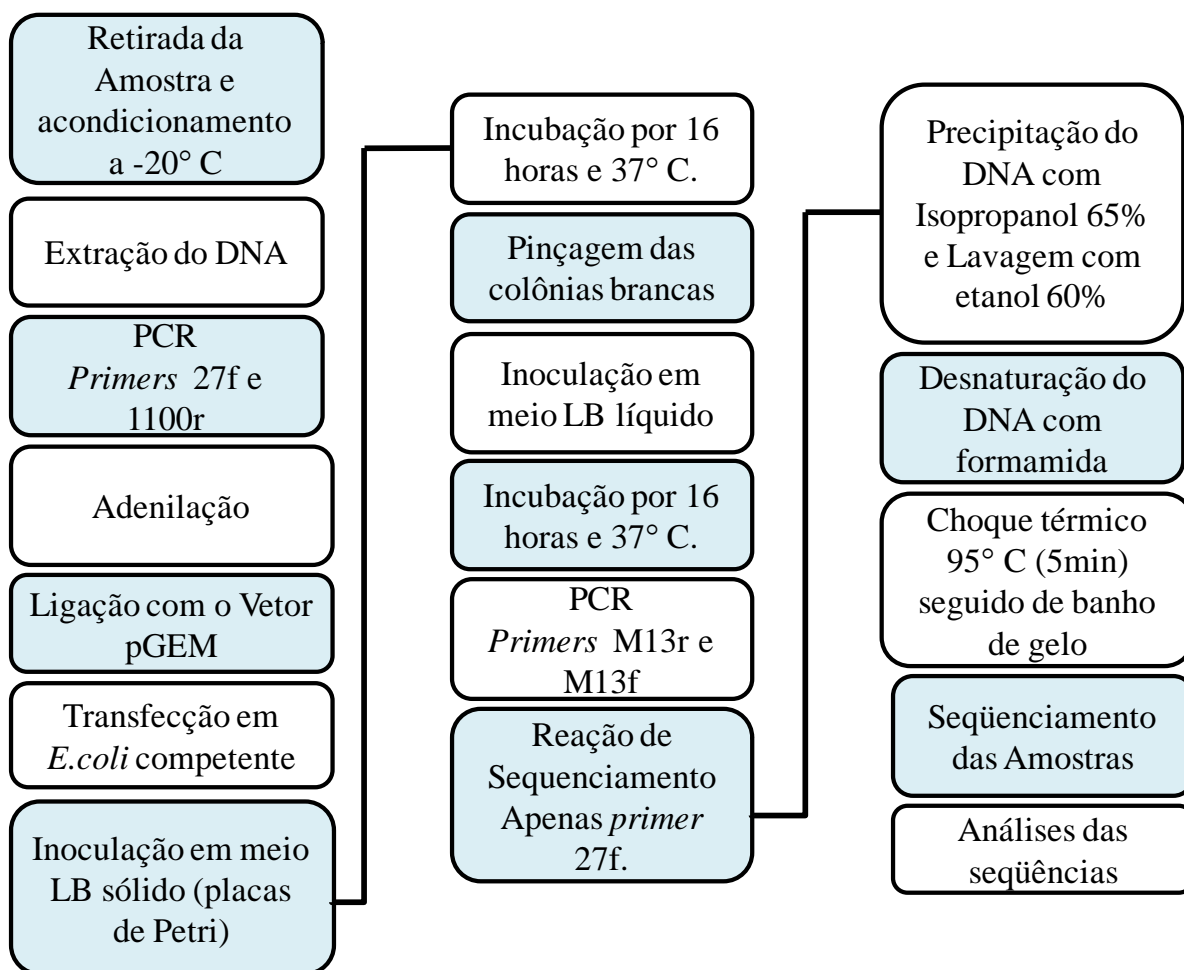 Retirada da
Amostra e
acondicionamento
a -20° C
Extração do DNA
PCR
Primers 27f e
1100r
Adenilação
Ligação com o Vetor
pGEM
Transfecção em
E.coli competente
Inoculação em meio
LB sólido (placas
de Petri)
Incubação por 16
horas e 37° C.
Pinçagem das
colônias brancas
Inoculação em
meio LB líquido
Incubação por 16
horas e 37° C.
PCR
Primers M13r e
M13f
Reação de
Sequenciamento
Apenas primer
27f.
Precipitação do
DNA com
Isopropanol 65%
e Lavagem com
etanol 60%
Desnaturação do
DNA com
formamida
Choque térmico
95° C (5min)
seguido de banho
de gelo
Seqüenciamento
das Amostras
Análises das
seqüências